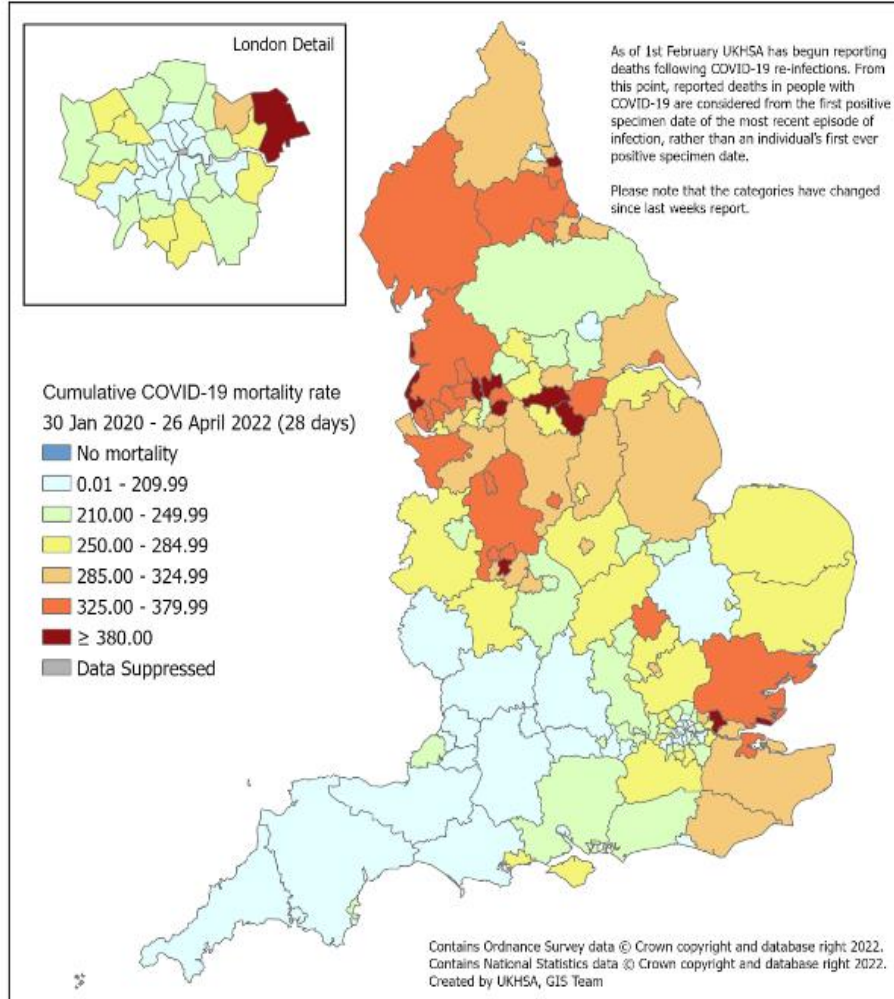 London Detail
As of 1st February UKHSA has begun reporting
deaths following COVID-19 re-infections. From
this point, reported deaths in people with
COVID-19 are considered from the first positive
specimen date of the most recent episode of
infection, rather than an individual's first ever
positive specimen date.
Please note that the categories have changed
since last weeks report.
Cumulative COVID-19 mortality rate
30 Jan 2020 - 26 April 2022 (28 days)
No mortality
0.01 - 209.99
210.00 - 249.99
250.00 - 284.99
285.00 - 324.99
325.00 - 379.99
≥ 380.00
Data Suppressed
Contains Ordnance Survey data © Crown copyright and database right 2022.
Contains National Statistics data © Crown copyright and database right 2022.
Created by UKHSA, GIS Team